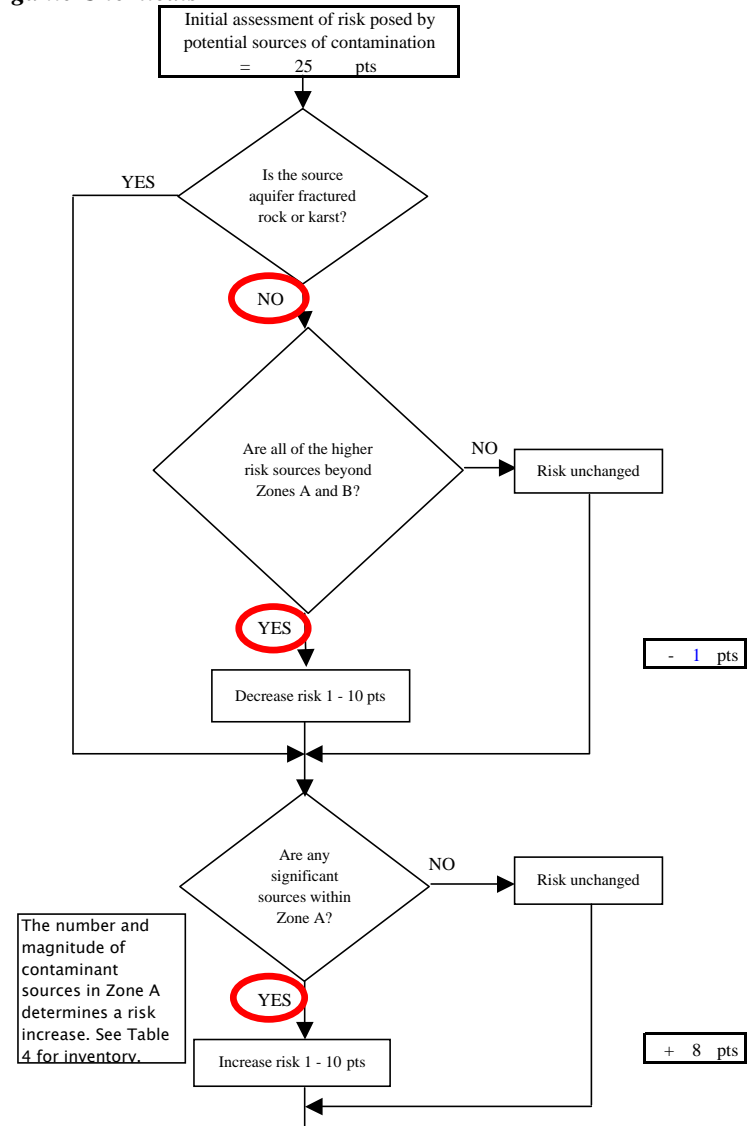 Initial assessment of risk posed by
potential sources of contamination
= 25 pts
YES
Is the source
aquifer fractured
rock or karst?
NO
Are all of the higher
risk sources beyond
Zones A and B?
NO
Risk unchanged
YES
- 1 pts
Decrease risk 1 - 10 pts
Are any
significant
sources within
Zone A?
NO
Risk unchanged
The number and
magnitude of
contaminant
sources in Zone A
determines a risk
increase. See Table
4 for inventory.
YES
+ 8 pts
Increase risk 1 - 10 pts